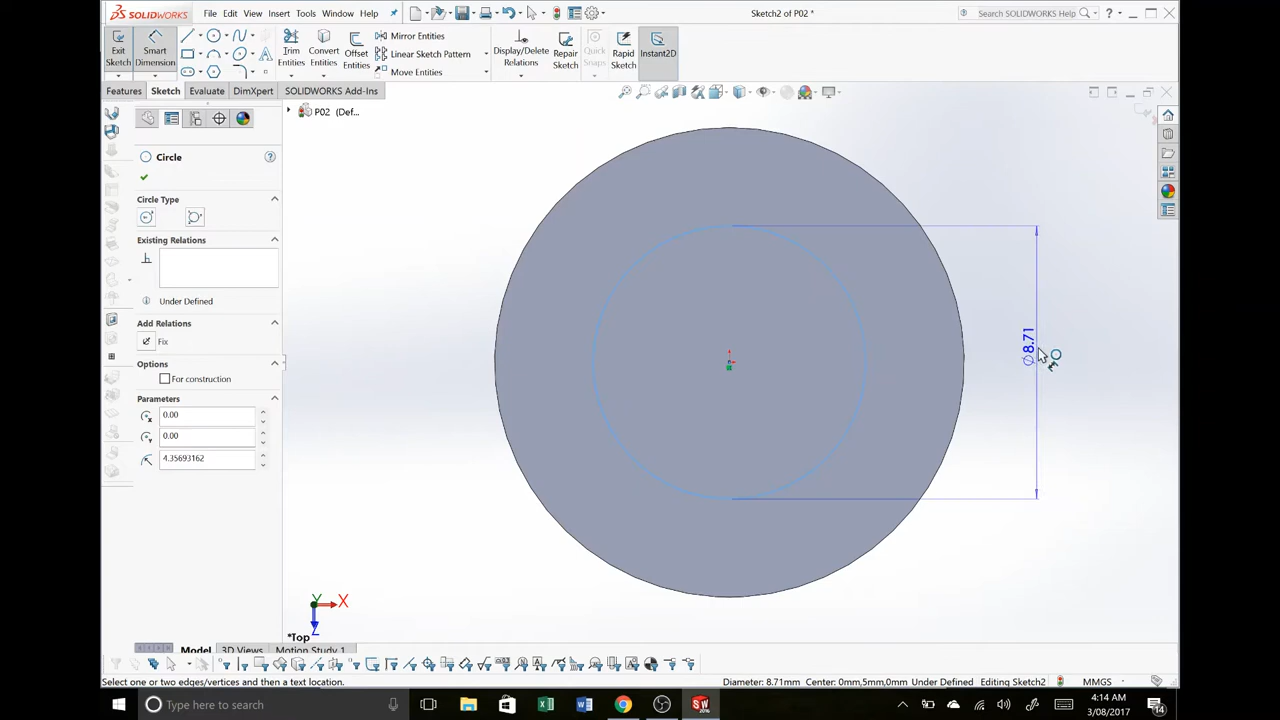 SOLIDWORKS
File Edit View Insert Tools Window Help
Sketch2 of P02 *
Search SOLIDWORKS Help
Exit Sketch
Smart Dimension
Trim Entities
Convert Entities
Offset Entities
Mirror Entities
Linear Sketch Pattern
Move Entities
Display/Delete Relations
Repair Sketch
Quick Snaps
Rapid Sketch
Instant2D
Features Sketch Evaluate DimXpert SOLIDWORKS Add-Ins
P02 (Def...
Circle
?
Circle Type
Existing Relations
Under Defined
Add Relations
Fix
Options
For construction
Parameters
0.00
0.00
4.35693162
∅8.71
Y
X
Z
*Top
Model 3D Views Motion Study 1
Select one or two edges/vertices and then a text location.
Diameter: 8.71mm Center: 0mm,5mm,0mm Under Defined Editing Sketch2 MMGS
Type here to search
4:14 AM
3/08/2017
14